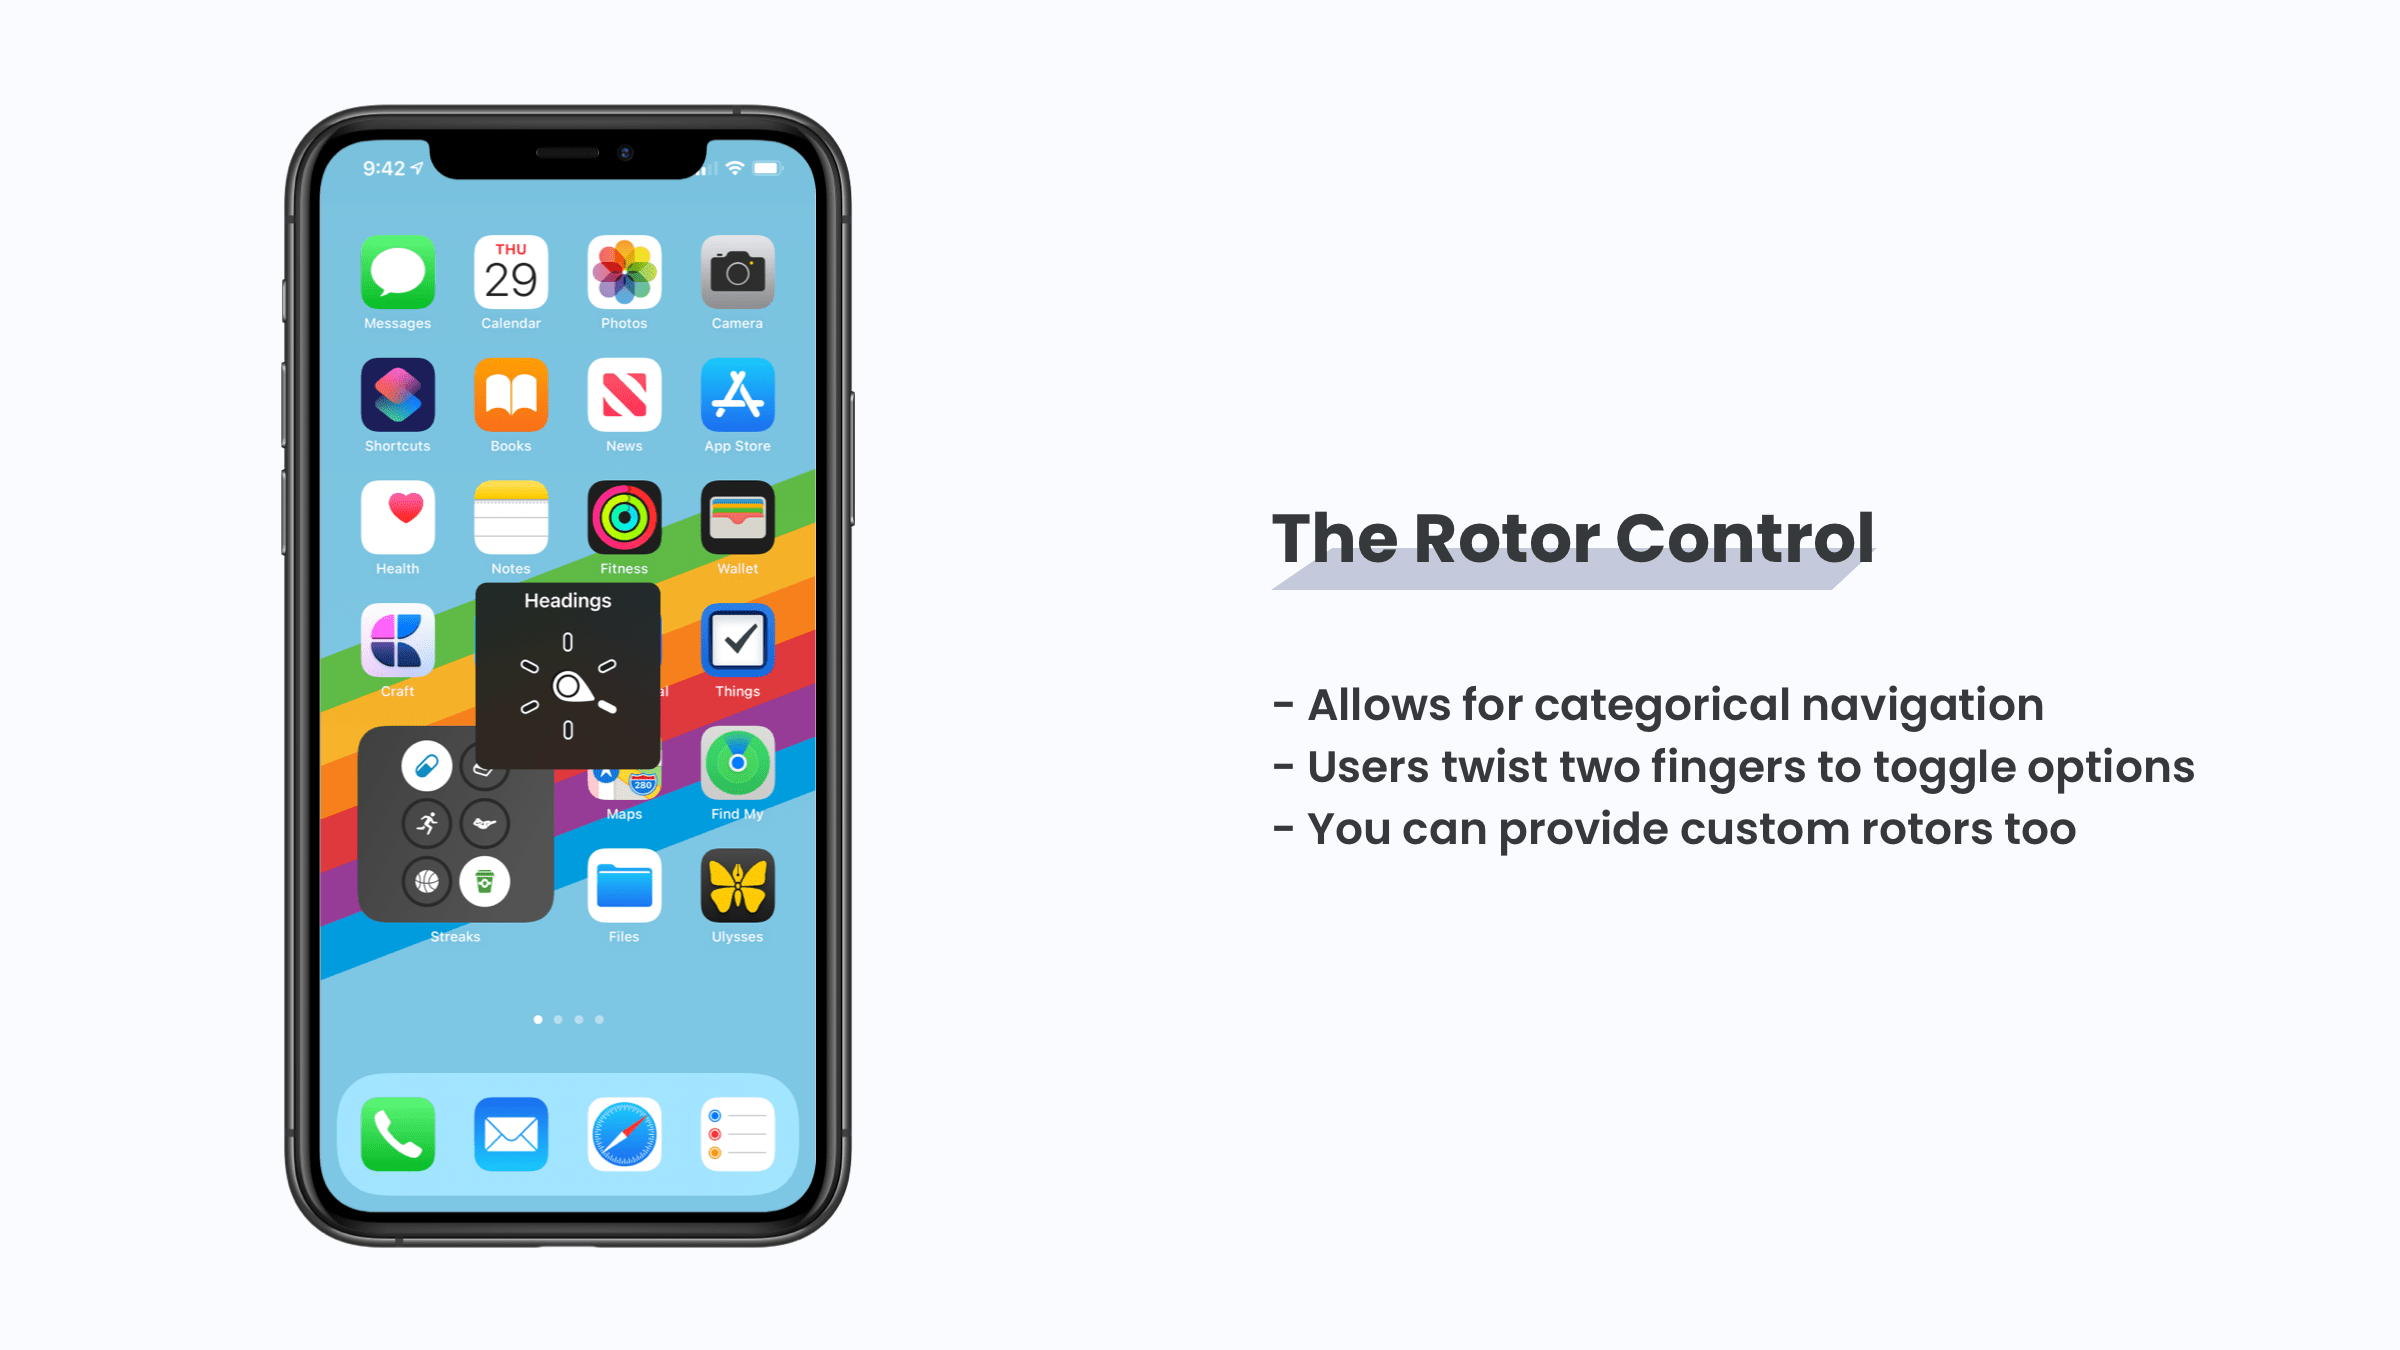 9:42
THU
29
Messages Calendar Photos Camera
Shortcuts Books News App Store
Health Notes Fitness Wallet
Headings
Craft al Things
280
Maps Find My
Streaks Files Ulysses
The Rotor Control
- Allows for categorical navigation
- Users twist two fingers to toggle options
- You can provide custom rotors too